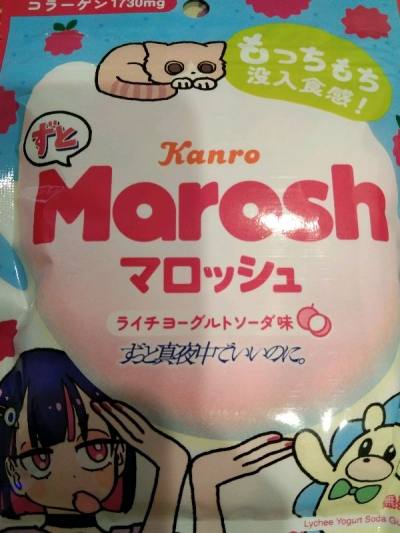 コラーゲン1730mg
もっちもち
没入食感!
ずと
Kanro
Marosh
マロッシュ
ライチヨーグルトソーダ味
ずっと真夜中でいいのに。
Lychee Yogurt Soda Gu